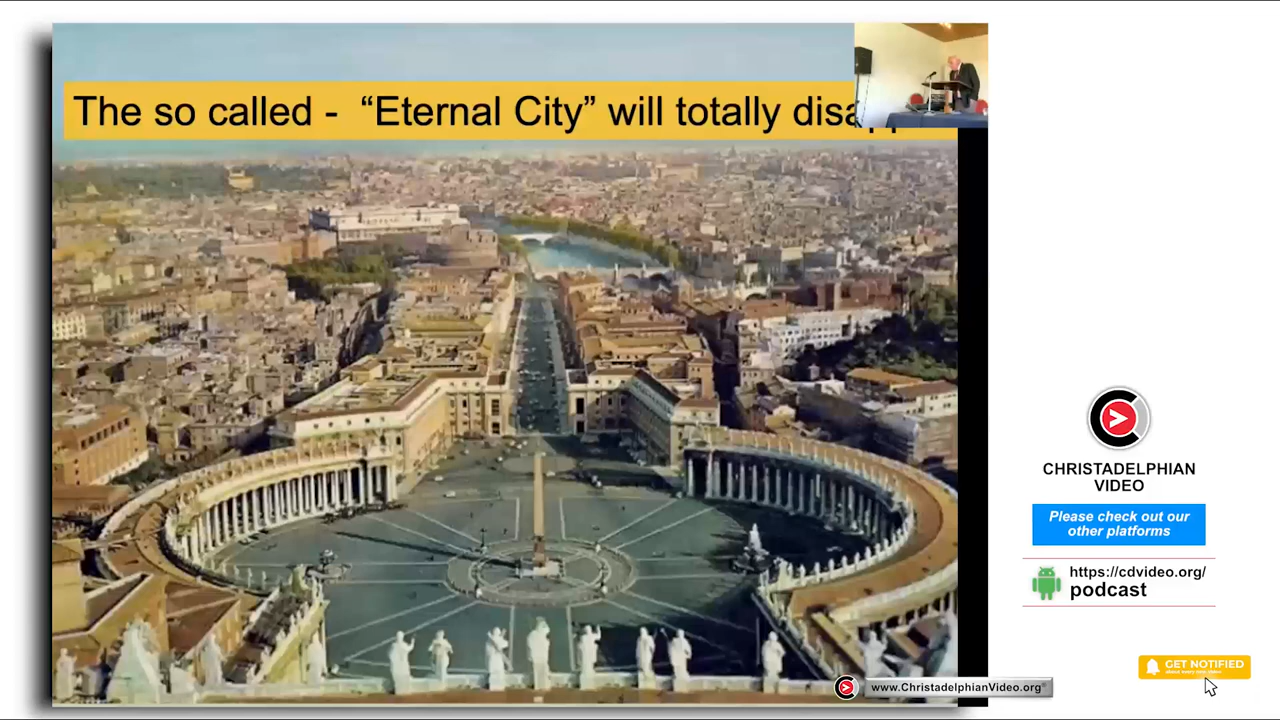 The so called - “Eternal City” will totally
CHRISTADELPHIAN
VIDEO
Please check out our
other platforms
https://cdvideo.org/
podcast
GET NOTIFIED
www.ChristadelphianVideo.org